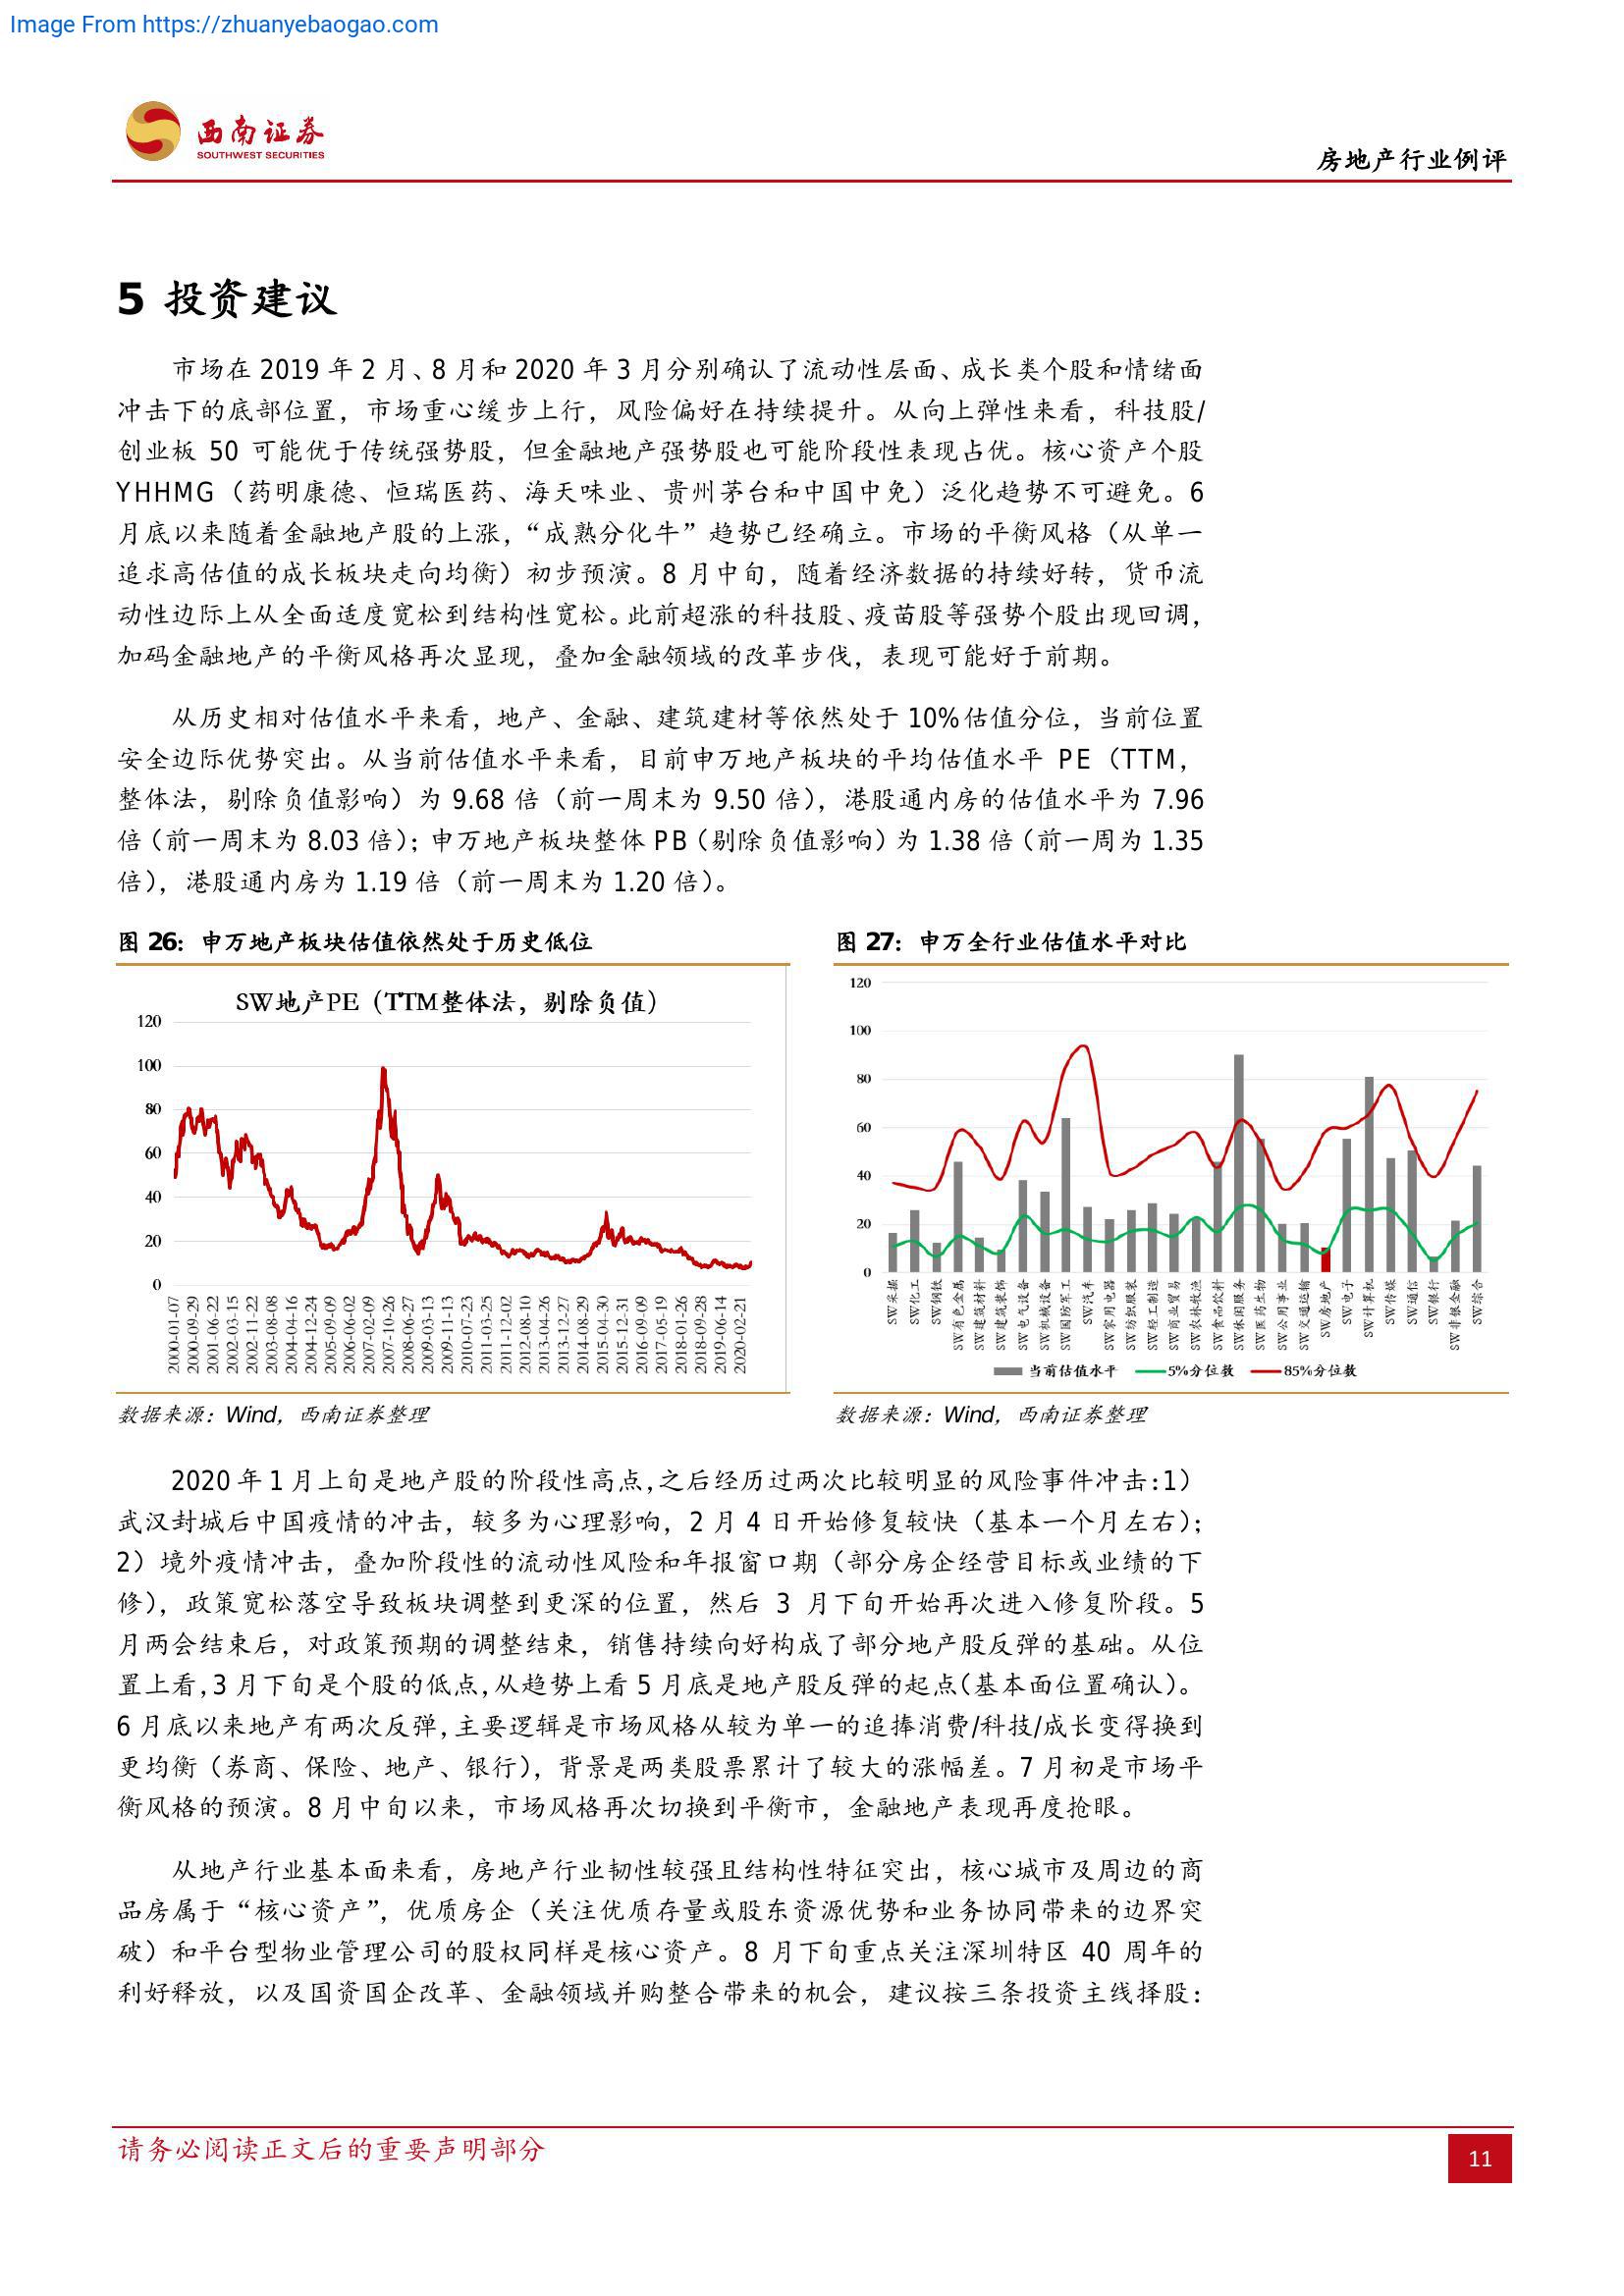 Image From https://zhuanyebaogao.com
西南证券
SOUTHWEST SECURITIES
房地产行业例评
5 投资建议
市场在 2019 年 2 月、8 月和 2020 年 3 月分别确认了流动性层面、成长类个股和情绪面
冲击下的底部位置，市场重心缓步上行，风险偏好在持续提升。从向上弹性来看，科技股/
创业板 50 可能优于传统强势股，但金融地产强势股也可能阶段性表现占优。核心资产个股
YHHMG（药明康德、恒瑞医药、海天味业、贵州茅台和中国中免）泛化趋势不可避免。6
月底以来随着金融地产股的上涨，“成熟分化牛”趋势已经确立。市场的平衡风格（从单一
追求高估值的成长板块走向均衡）初步预演。8 月中旬，随着经济数据的持续好转，货币流
动性边际上从全面适度宽松到结构性宽松。此前超涨的科技股、疫苗股等强势个股出现回调，
加码金融地产的平衡风格再次显现，叠加金融领域的改革步伐，表现可能好于前期。
从历史相对估值水平来看，地产、金融、建筑建材等依然处于 10%估值分位，当前位置
安全边际优势突出。从当前估值水平来看，目前申万地产板块的平均估值水平 PE（TTM，
整体法，剔除负值影响）为 9.68 倍（前一周末为 9.50 倍），港股通内房的估值水平为 7.96
倍（前一周末为 8.03 倍）；申万地产板块整体 PB（剔除负值影响）为 1.38 倍（前一周为 1.35
倍），港股通内房为 1.19 倍（前一周末为 1.20 倍）。
图 26：申万地产板块估值依然处于历史低位
SW地产PE（TTM整体法，剔除负值）
120
100
80
60
40
20
0
2000-01-07
2000-09-29
2001-06-22
2002-03-15
2002-11-22
2003-08-08
2004-04-16
2004-12-24
2005-09-09
2006-06-02
2007-02-09
2007-10-26
2008-06-27
2009-03-13
2009-11-13
2010-07-23
2011-03-25
2011-12-02
2012-08-10
2013-04-26
2013-12-27
2014-08-29
2015-04-30
2015-12-31
2016-09-09
2017-05-19
2018-01-26
2018-09-28
2019-06-14
2020-02-21
数据来源：Wind，西南证券整理
图 27：申万全行业估值水平对比
120
100
80
60
40
20
0
SW采掘
SW化工
SW钢铁
SW有色金属
SW建筑材料
SW建筑装饰
SW电气设备
SW机械设备
SW国防军工
SW汽车
SW家用电器
SW纺织服装
SW轻工制造
SW商业贸易
SW农林牧渔
SW食品饮料
SW休闲服务
SW医药生物
SW公用事业
SW交通运输
SW房地产
SW电子
SW计算机
SW传媒
SW通信
SW银行
SW非银金融
SW综合
当前估值水平 5%分位数 85%分位数
数据来源：Wind，西南证券整理
2020 年 1 月上旬是地产股的阶段性高点，之后经历过两次比较明显的风险事件冲击：1）
武汉封城后中国疫情的冲击，较多为心理影响，2 月 4 日开始修复较快（基本一个月左右）；
2）境外疫情冲击，叠加阶段性的流动性风险和年报窗口期（部分房企经营目标或业绩的下
修），政策宽松落空导致板块调整到更深的位置，然后 3 月下旬开始再次进入修复阶段。5
月两会结束后，对政策预期的调整结束，销售持续向好构成了部分地产股反弹的基础。从位
置上看，3 月下旬是个股的低点，从趋势上看 5 月底是地产股反弹的起点（基本面位置确认）。
6 月底以来地产有两次反弹，主要逻辑是市场风格从较为单一的追捧消费/科技/成长变得换到
更均衡（券商、保险、地产、银行），背景是两类股票累计了较大的涨幅差。7 月初是市场平
衡风格的预演。8 月中旬以来，市场风格再次切换到平衡市，金融地产表现再度抢眼。
从地产行业基本面来看，房地产行业韧性较强且结构性特征突出，核心城市及周边的商
品房属于“核心资产”，优质房企（关注优质存量或股东资源优势和业务协同带来的边界突
破）和平台型物业管理公司的股权同样是核心资产。8 月下旬重点关注深圳特区 40 周年的
利好释放，以及国资国企改革、金融领域并购整合带来的机会，建议按三条投资主线择股：
请务必阅读正文后的重要声明部分
11